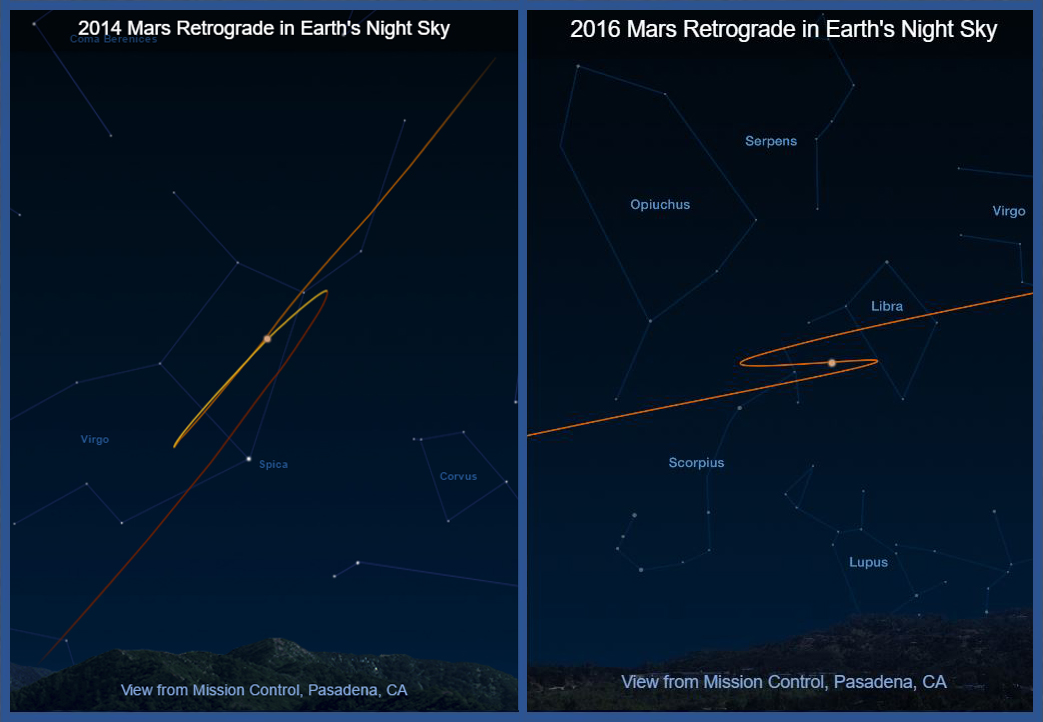 2014 Mars Retrograde in Earth's Night Sky
Coma Berenices
Virgo
Spica
Corvus
View from Mission Control, Pasadena, CA
2016 Mars Retrograde in Earth's Night Sky
Serpens
Opiuchus
Virgo
Libra
Scorpius
Lupus
View from Mission Control, Pasadena, CA